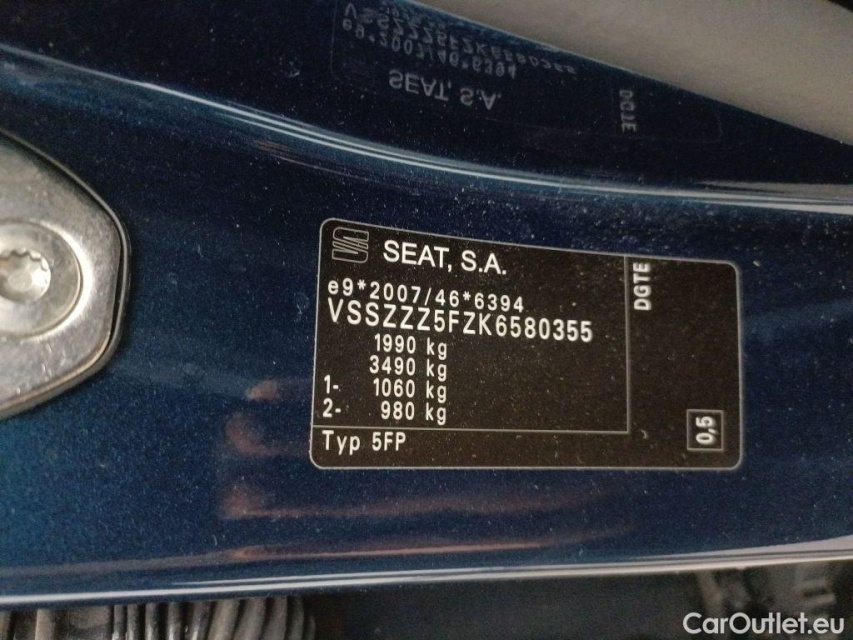 SEAT, S.A.
e9*2007/46*6394
VSSZZZ5FZK6580355
1990 kg
3490 kg
1- 1060 kg
2- 980 kg
Typ 5FP
DGTE
0,5
CarOutlet.eu